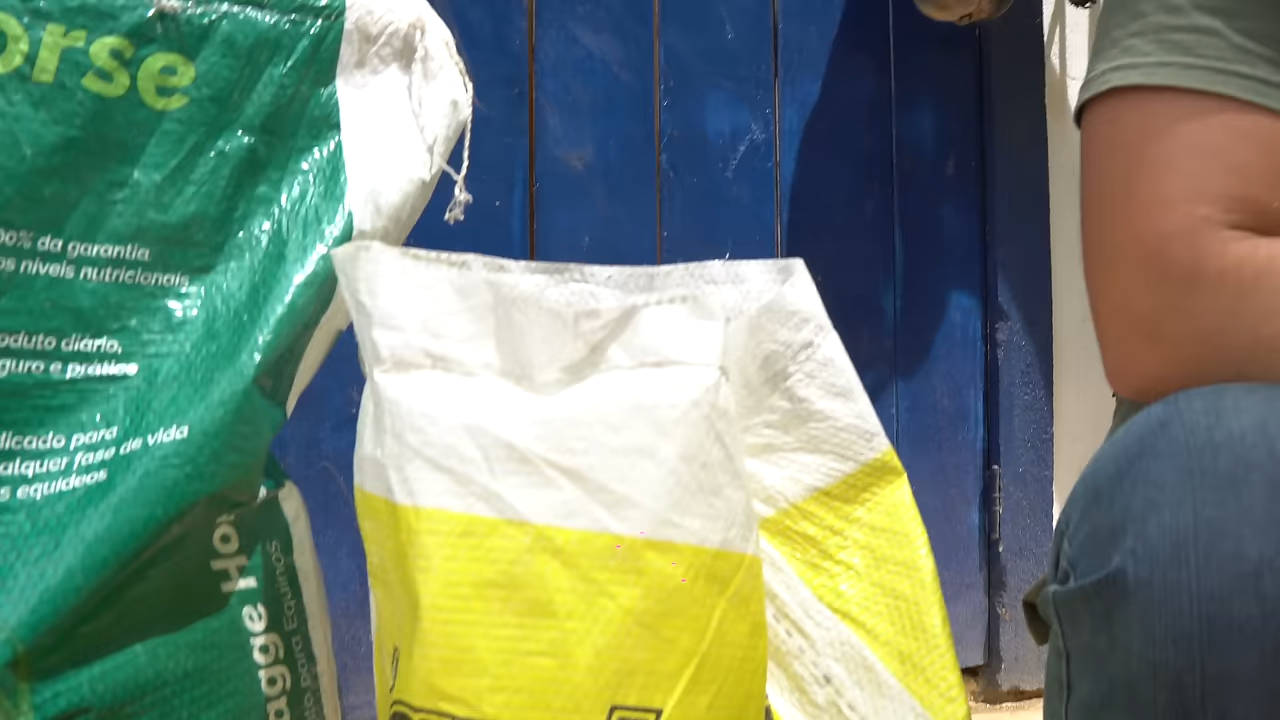 orse
00% da garantia
os níveis nutricionais
oduto diário,
guro e prático
dicado para
alquer fase de vida
s equídeos
agge Ho
to para Equinos